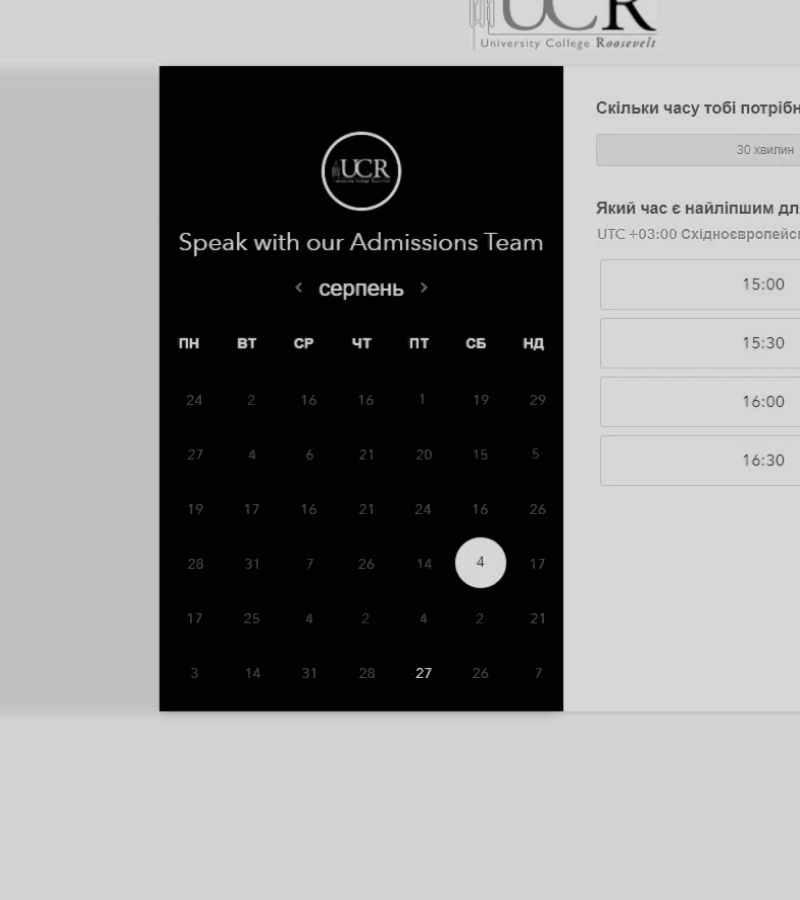 UCR
University College Roosevelt
UCR
Speak with our Admissions Team
< серпень >
ПН ВТ СР ЧТ ПТ СБ НД
24 2 16 16 1 19 29
27 4 6 21 20 15 5
19 17 16 21 24 16 26
28 31 7 26 14 4 17
17 25 4 2 4 2 21
3 14 31 28 27 26 7
Скільки часу тобі потрібн
30 хвилин
Який час є найліпшим дл
UTC +03:00 Східноєвропейсь
15:00
15:30
16:00
16:30